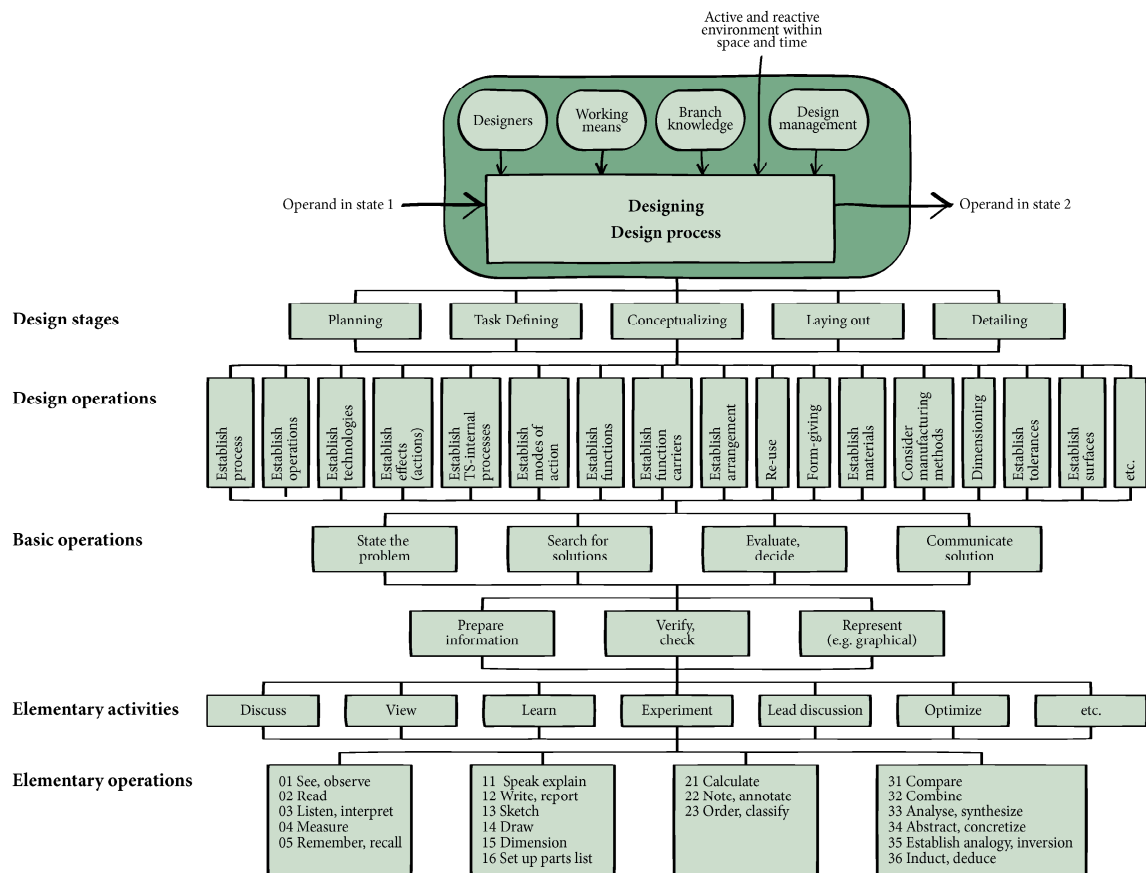 Active and reactive
environment within
space and time
Designers
Working
means
Branch
knowledge
Design
management
Operand in state 1
Designing
Design process
Operand in state 2
Design stages
Planning
Task Defining
Conceptualizing
Laying out
Detailing
Design operations
Establish
process
Establish
operations
Establish
technologies
Establish
effects
(actions)
Establish
TS-internal
processes
Establish
modes of
action
Establish
functions
Establish
function
carriers
Establish
arrangement
Re-use
Form-giving
Establish
materials
Consider
manufacturing
methods
Dimensioning
Establish
tolerances
Establish
surfaces
etc.
Basic operations
State the
problem
Search for
solutions
Evaluate,
decide
Communicate
solution
Prepare
information
Verify,
check
Represent
(e.g. graphical)
Elementary activities
Discuss
View
Learn
Experiment
Lead discussion
Optimize
etc.
Elementary operations
01 See, observe
02 Read
03 Listen, interpret
04 Measure
05 Remember, recall
11 Speak explain
12 Write, report
13 Sketch
14 Draw
15 Dimension
16 Set up parts list
21 Calculate
22 Note, annotate
23 Order, classify
31 Compare
32 Combine
33 Analyse, synthesize
34 Abstract, concretize
35 Establish analogy, inversion
36 Induct, deduce